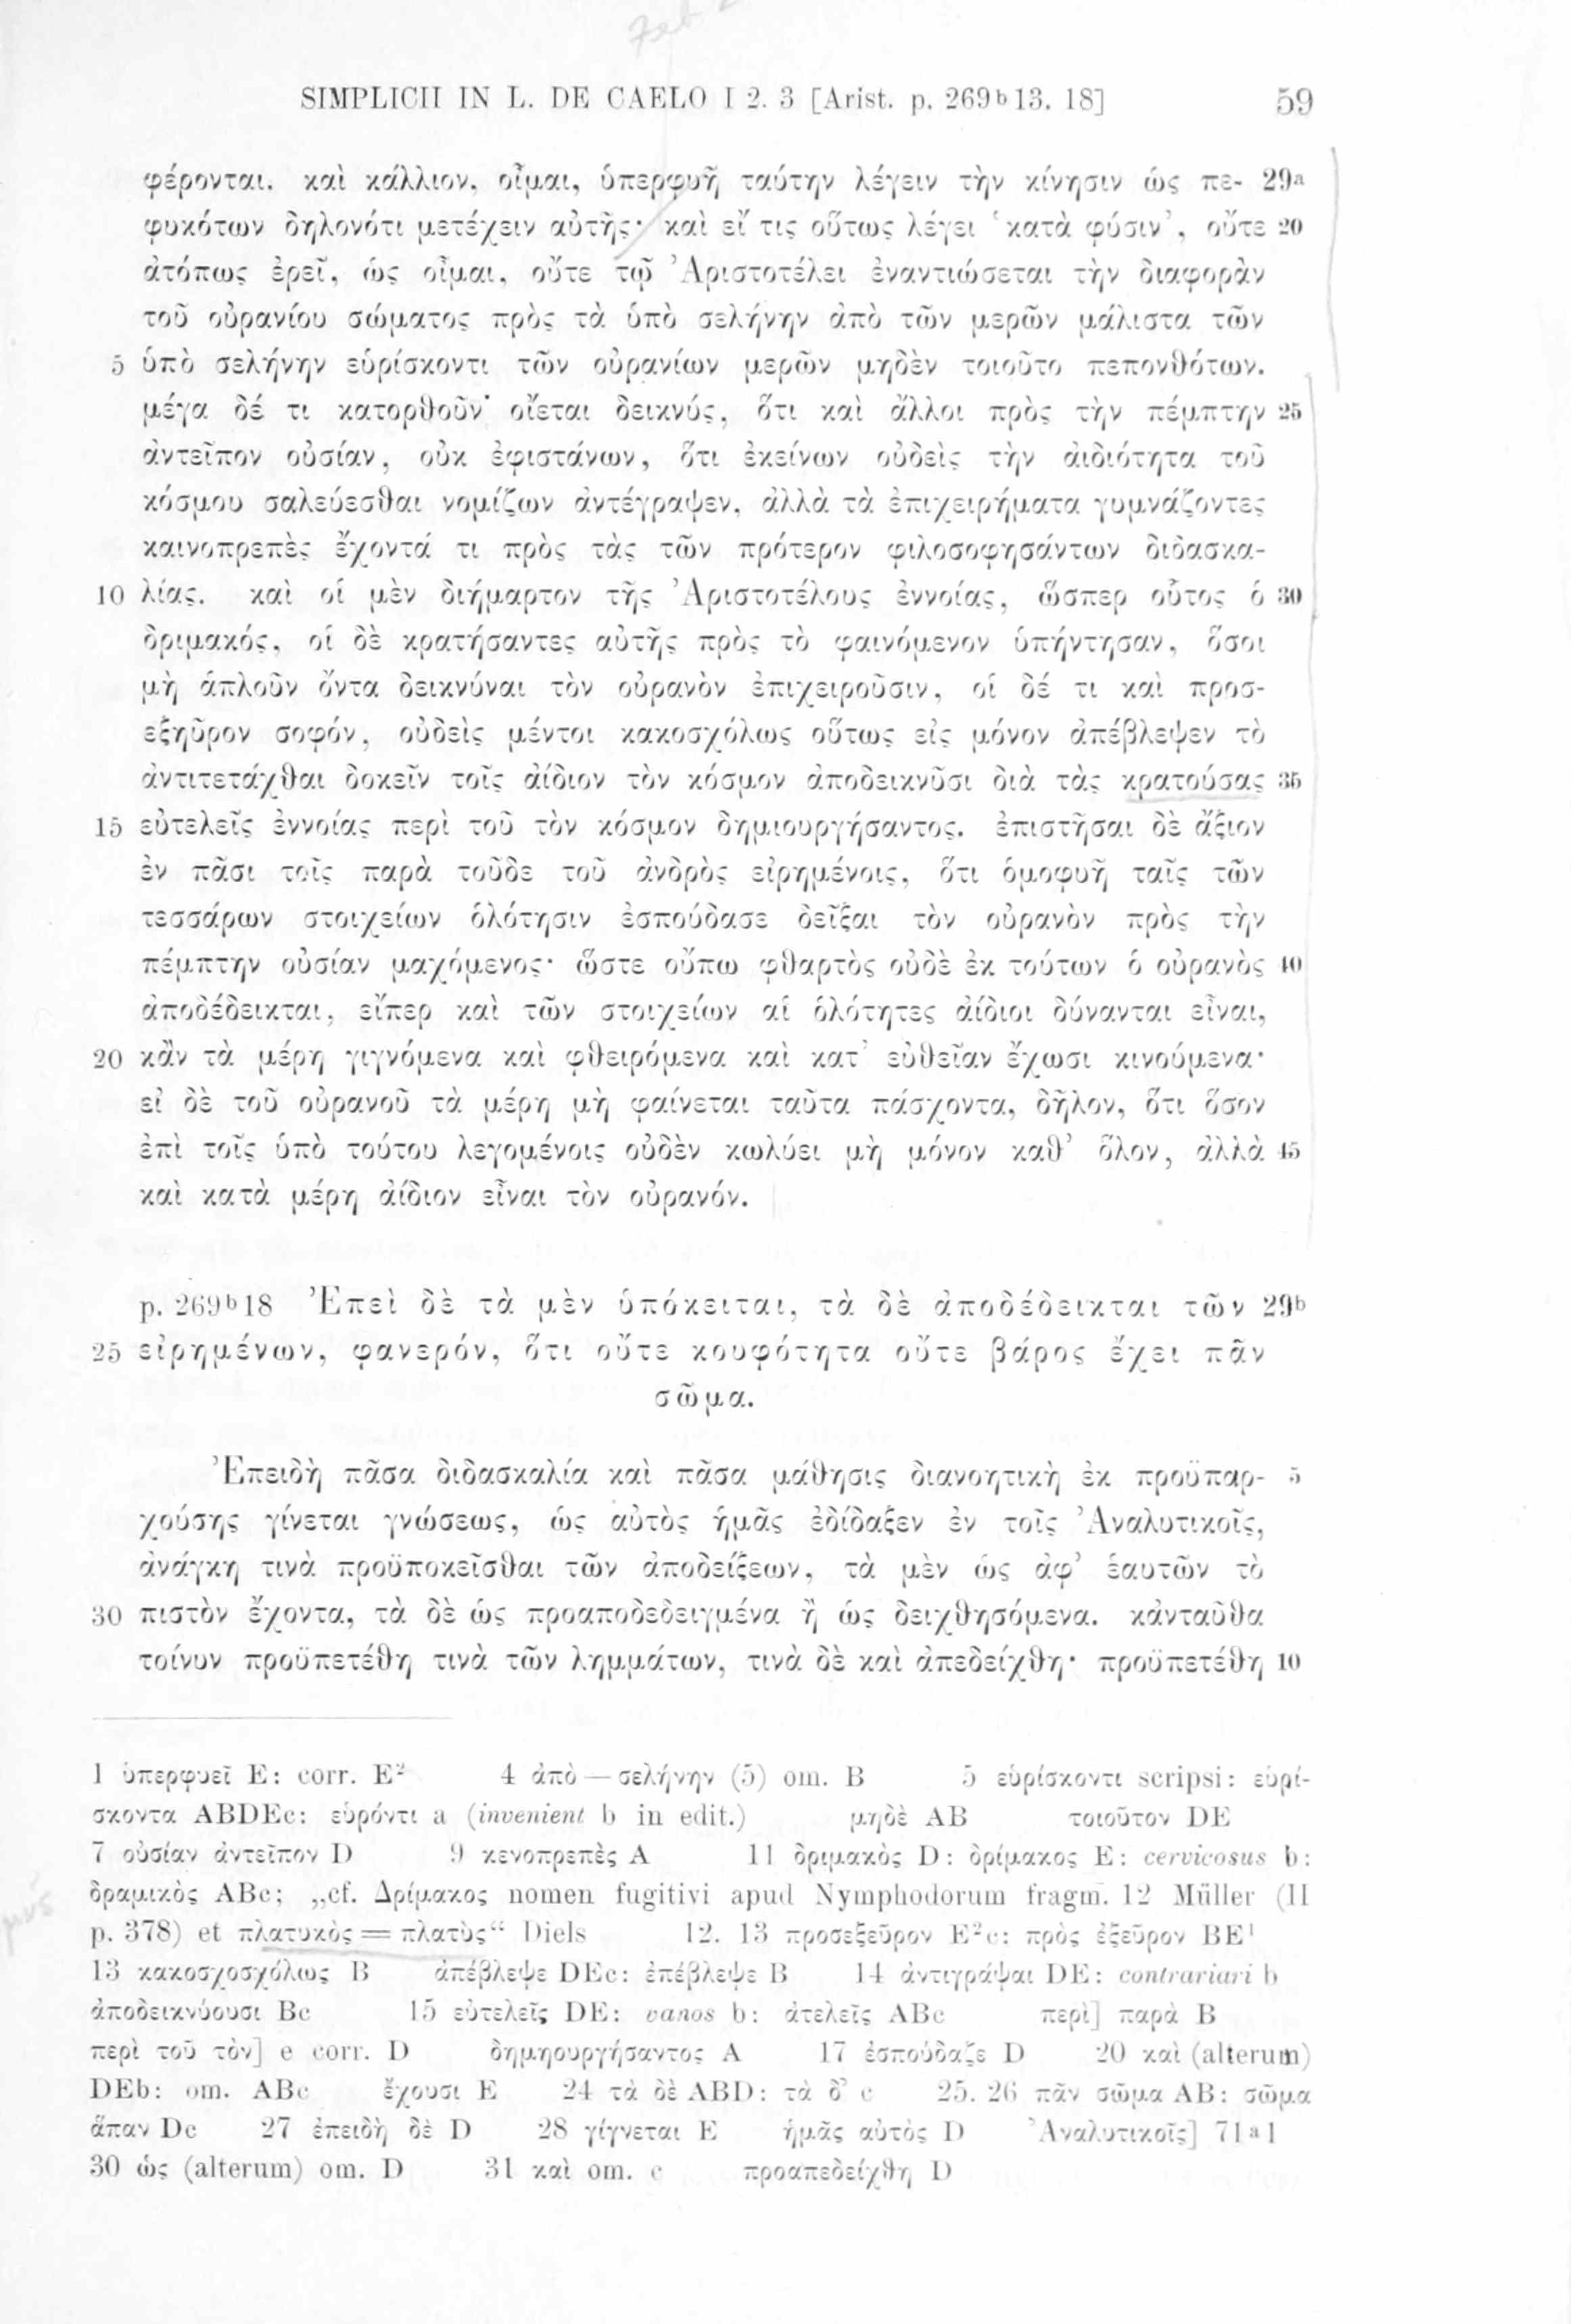 SIMPLICII IN L. DE CAELO I 2. 3 [Arist. p. 269b13. 18] 59
φέρονται. καὶ κάλλιον, οἶμαι, ὑπερφυῆ ταύτην λέγειν τὴν κίνησιν ὡς πε- 29a
φυκότων δηλονότι μετέχειν αὐτῆς· καὶ εἴ τις οὕτως λέγει ‘κατὰ φύσιν’, οὔτε 20
ἀτόπως ἐρεῖ, ὡς οἶμαι, οὔτε τῷ Ἀριστοτέλει ἐναντιώσεται τὴν διαφορὰν
τοῦ οὐρανίου σώματος πρὸς τὰ ὑπὸ σελήνην ἀπὸ τῶν μερῶν μάλιστα τῶν
5 ὑπὸ σελήνην εὑρίσκοντι τῶν οὐρανίων μερῶν μηδὲν τοιοῦτο πεπονθότων.
μέγα δέ τι κατορθοῦν οἴεται δεικνύς, ὅτι καὶ ἄλλοι πρὸς τὴν πέμπτην 25
ἀντεῖπον οὐσίαν, οὐκ ἐφιστάνων, ὅτι ἐκείνων οὐδεὶς τὴν ἀιδιότητα τοῦ
κόσμου σαλεύεσθαι νομίζων ἀντέγραψεν, ἀλλὰ τὰ ἐπιχειρήματα γυμνάζοντες
καινοπρεπὲς ἔχοντά τι πρὸς τὰς τῶν πρότερον φιλοσοφησάντων διδασκα-
10 λίας. καὶ οἱ μὲν διήμαρτον τῆς Ἀριστοτέλους ἐννοίας, ὥσπερ οὗτος ὁ 30
δριμακός, οἱ δὲ κρατήσαντες αὐτῆς πρὸς τὸ φαινόμενον ὑπήντησαν, ὅσοι
μὴ ἁπλοῦν ὄντα δεικνύναι τὸν οὐρανὸν ἐπιχειροῦσιν, οἱ δέ τι καὶ προσ-
εξηῦρον σοφόν, οὐδεὶς μέντοι κακοσχόλως οὕτως εἰς μόνον ἀπέβλεψεν τὸ
ἀντιτετάχθαι δοκεῖν τοῖς ἀίδιον τὸν κόσμον ἀποδεικνῦσι διὰ τὰς κρατούσας 35
15 εὐτελεῖς ἐννοίας περὶ τοῦ τὸν κόσμον δημιουργήσαντος. ἐπιστῆσαι δὲ ἄξιον
ἐν πᾶσι τοῖς παρὰ τοῦδε τοῦ ἀνδρὸς εἰρημένοις, ὅτι ὁμοφυῆ ταῖς τῶν
τεσσάρων στοιχείων ὁλότησιν ἐσπούδασε δεῖξαι τὸν οὐρανὸν πρὸς τὴν
πέμπτην οὐσίαν μαχόμενος· ὥστε οὔπω φθαρτὸς οὐδὲ ἐκ τούτων ὁ οὐρανὸς 40
ἀποδέδεικται, εἴπερ καὶ τῶν στοιχείων αἱ ὁλότητες ἀίδιοι δύνανται εἶναι,
20 κἂν τὰ μέρη γιγνόμενα καὶ φθειρόμενα καὶ κατ’ εὐθεῖαν ἔχωσι κινούμενα·
εἰ δὲ τοῦ οὐρανοῦ τὰ μέρη μὴ φαίνεται ταῦτα πάσχοντα, δῆλον, ὅτι ὅσον
ἐπὶ τοῖς ὑπὸ τούτου λεγομένοις οὐδὲν κωλύει μὴ μόνον καθ’ ὅλον, ἀλλὰ 45
καὶ κατὰ μέρη ἀίδιον εἶναι τὸν οὐρανόν.
p. 269b18 Ἐπεὶ δὲ τὰ μὲν ὑπόκειται, τὰ δὲ ἀποδέδεικται τῶν 29b
25 εἰρημένων, φανερόν, ὅτι οὔτε κουφότητα οὔτε βάρος ἔχει πᾶν
σῶμα.
Ἐπειδὴ πᾶσα διδασκαλία καὶ πᾶσα μάθησις διανοητικὴ ἐκ προϋπαρ- 5
χούσης γίνεται γνώσεως, ὡς αὐτὸς ἡμᾶς ἐδίδαξεν ἐν τοῖς Ἀναλυτικοῖς,
ἀνάγκη τινὰ προϋποκεῖσθαι τῶν ἀποδείξεων, τὰ μὲν ὡς ἀφ’ ἑαυτῶν τὸ
30 πιστὸν ἔχοντα, τὰ δὲ ὡς προαποδεδειγμένα ἢ ὡς δειχθησόμενα. κἀνταῦθα
τοίνυν προϋπετέθη τινὰ τῶν λημμάτων, τινὰ δὲ καὶ ἀπεδείχθη· προϋπετέθη 10
1 ὑπερφυεῖ E: corr. E2 4 ἀπὸ — σελήνην (5) om. B 5 εὑρίσκοντι scripsi: εὑρί-
σκοντα ABDEc: εὑρόντι a (invenient b in edit.) μηδὲ AB τοιοῦτον DE
7 οὐσίαν ἀντεῖπον D 9 κενοπρεπὲς A 11 δριμακὸς D: δρίμακος E: cervicosus b:
δραμικὸς ABc; „cf. Δρίμακος nomen fugitivi apud Nymphodorum fragm. 12 Müller (II
p. 378) et πλατυκὸς = πλατὺς“ Diels 12. 13 προσεξεῦρον E2c: πρὸς ἐξεῦρον BE1
13 κακοσχοσχόλως B ἀπέβλεψε DEc: ἐπέβλεψε B 14 ἀντιγράψαι DE: contrariari b
ἀποδεικνύουσι Bc 15 εὐτελεῖς DE: vanos b: ἀτελεῖς ABc περὶ] παρὰ B
περὶ τοῦ τὸν] e corr. D δημηουργήσαντος A 17 ἐσπούδαζε D 20 καὶ (alterum)
DEb: om. ABc ἔχουσι E 24 τὰ δὲ ABD: τὰ δ’ c 25. 26 πᾶν σῶμα AB: σῶμα
ἅπαν Dc 27 ἐπειδὴ δὲ D 28 γίγνεται E ἡμᾶς αὐτὸς D Ἀναλυτικοῖς] 71a1
30 ὡς (alterum) om. D 31 καὶ om. c προαπεδείχθη D